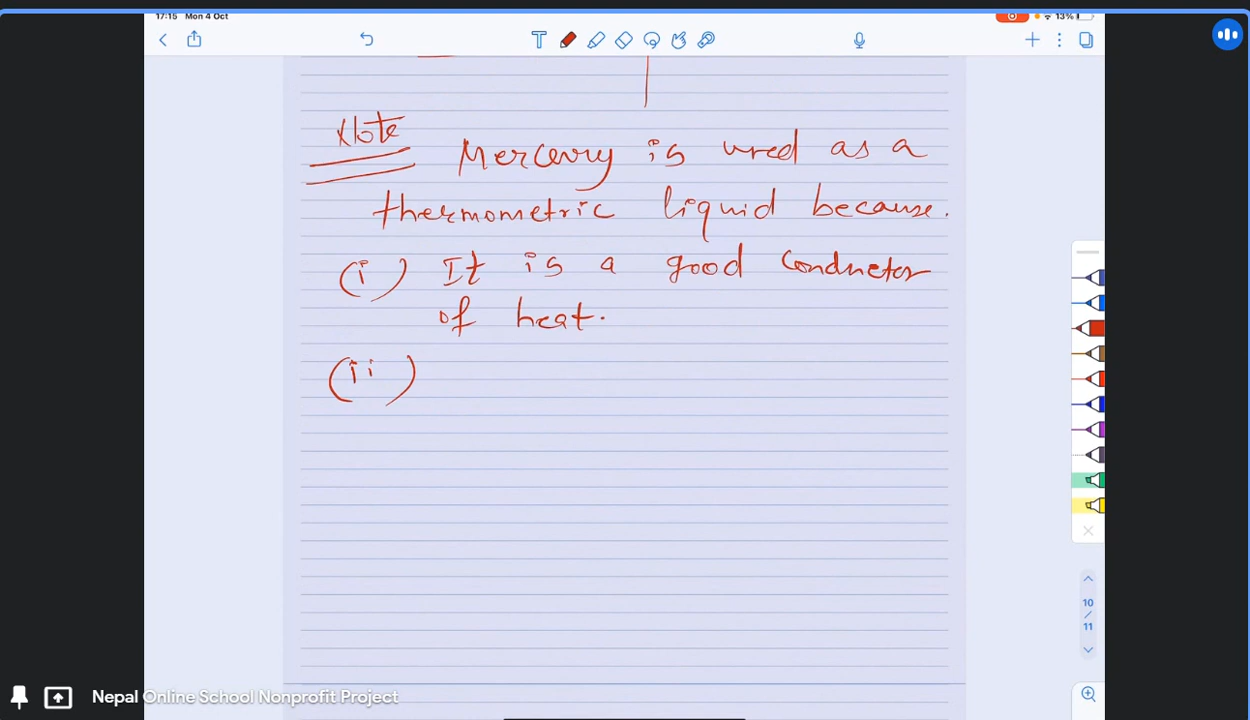 17:15 Mon 4 Oct
13%
Note
Mercury is used as a
thermometric liquid because.
(i) It is a good conductor
of heat.
(ii)
10
/
11
Nepal Online School Nonprofit Project